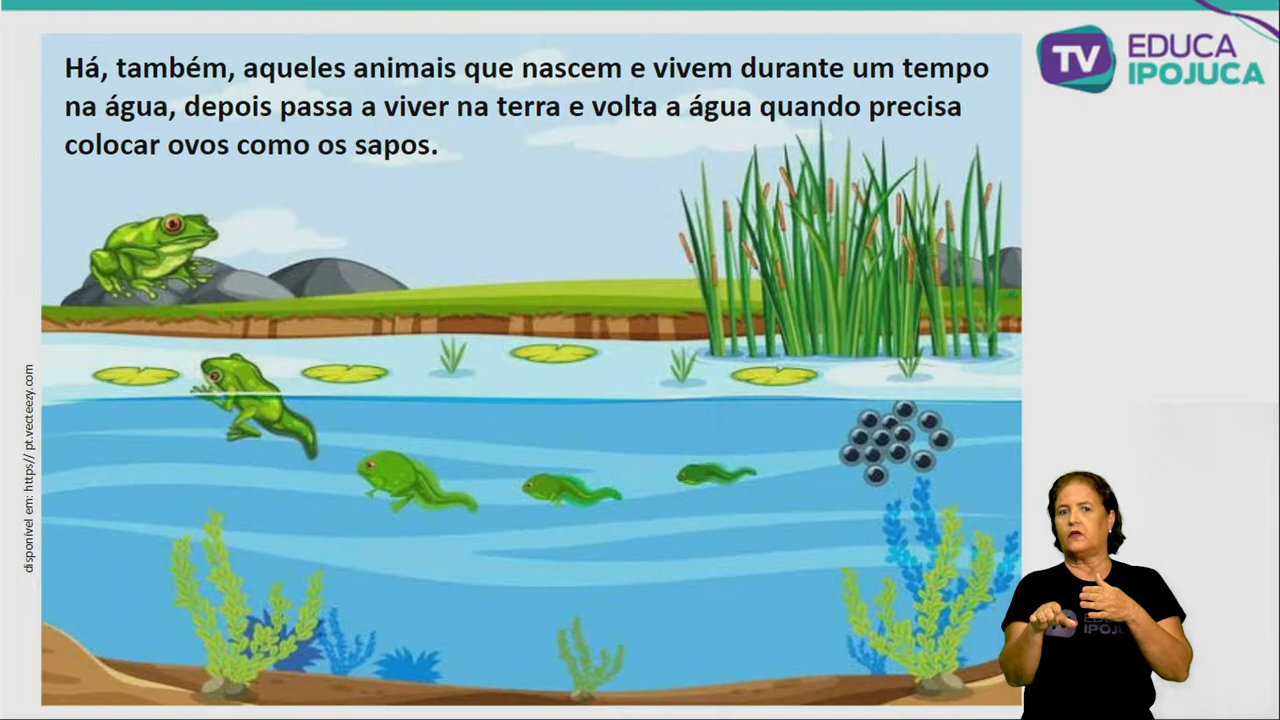 Há, também, aqueles animais que nascem e vivem durante um tempo
na água, depois passa a viver na terra e volta a água quando precisa
colocar ovos como os sapos.
TV EDUCA
IPOJUCA
disponível em: https// pt.vecteezy.com